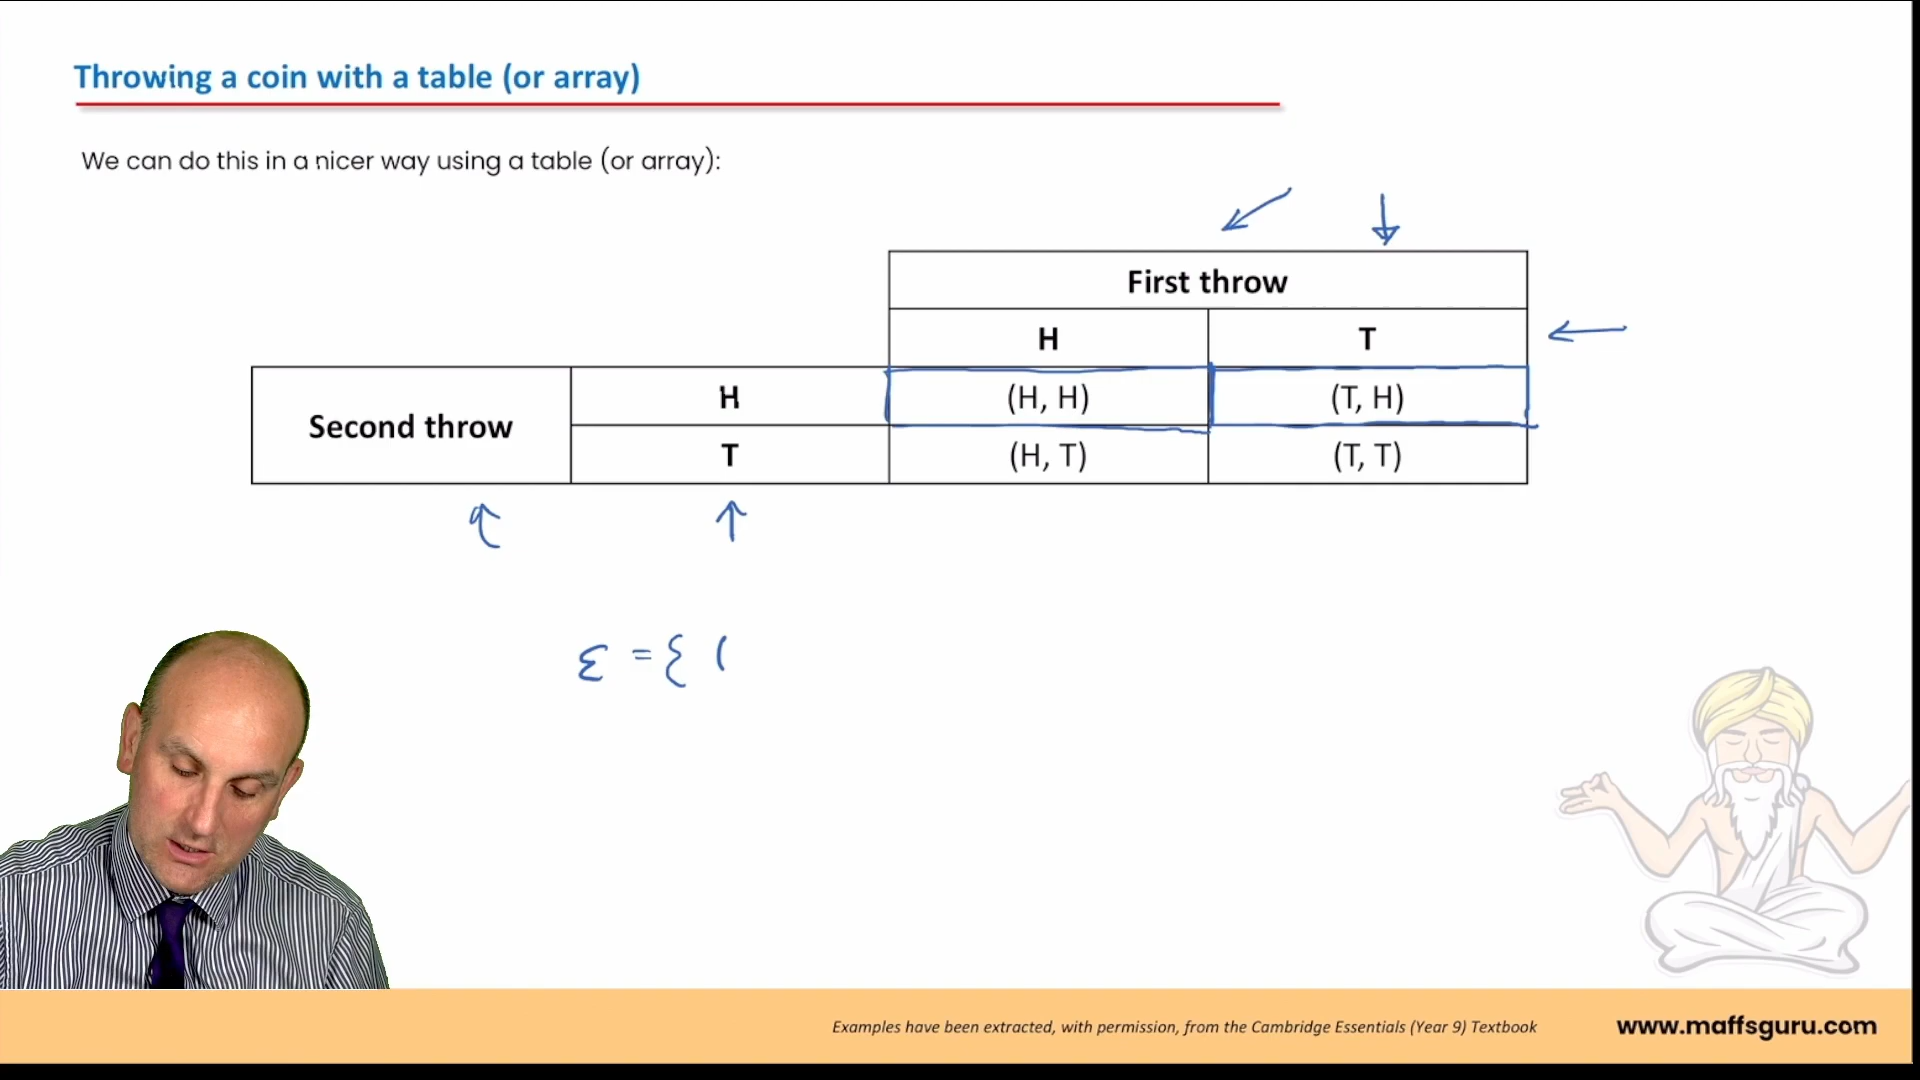 Throwing a coin with a table (or array)
We can do this in a nicer way using a table (or array):
First throw
H T
Second throw
H (H, H) (T, H)
T (H, T) (T, T)
ε = { (
Examples have been extracted, with permission, from the Cambridge Essentials (Year 9) Textbook
www.maffsguru.com